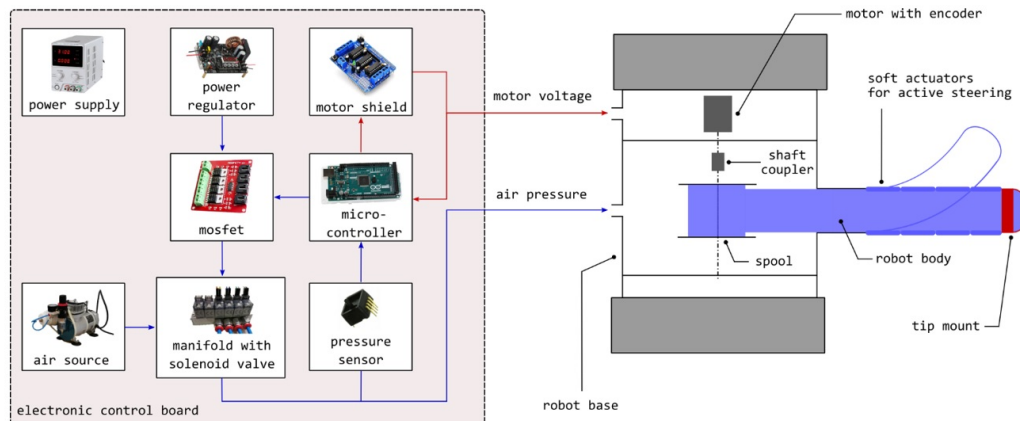 power supply
power
regulator
motor shield
mosfet
micro-
controller
air source
manifold with
solenoid valve
pressure
sensor
electronic control board
motor voltage
air pressure
motor with encoder
soft actuators
for active steering
shaft
coupler
spool
robot body
tip mount
robot base